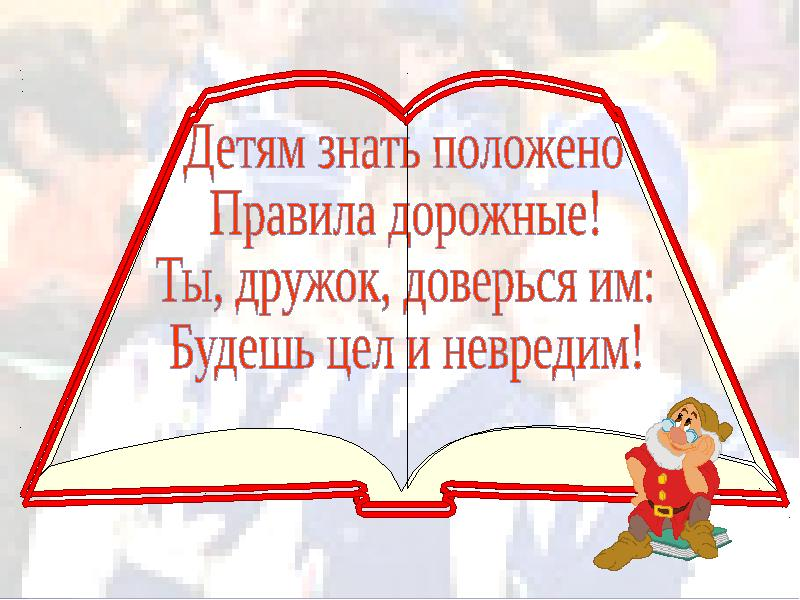 Детям знать положено
Правила дорожные!
Ты, дружок, доверься им:
Будешь цел и невредим!